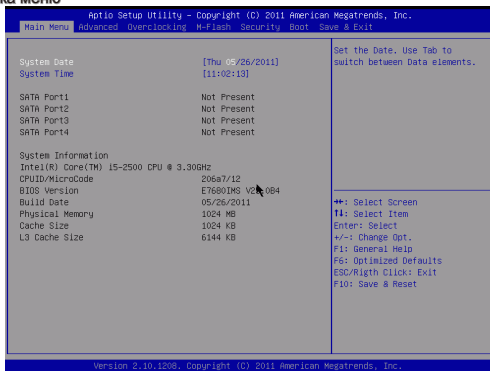 Aptio Setup Utility – Copyright (C) 2011 American Megatrends, Inc.
Main Menu Advanced Overclocking M-Flash Security Boot Save & Exit
System Date [Thu 05/26/2011]
System Time [11:02:13]
SATA Port1 Not Present
SATA Port2 Not Present
SATA Port3 Not Present
SATA Port4 Not Present
System Information
Intel(R) Core(TM) i5-2500 CPU @ 3.30GHz
CPUID/MicroCode 206a7/12
BIOS Version E7680IMS
Build Date 05/26/2011
Physical Memory 1024 MB
Cache Size 1024 KB
L3 Cache Size 6144 KB
Set the Date. Use Tab to
switch between Data elements.
→←: Select Screen
↑↓: Select Item
Enter: Select
+/-: Change Opt.
F1: General Help
F6: Optimized Defaults
ESC/Rigth Click: Exit
F10: Save & Reset
Version 2.10.1208. Copyright (C) 2011 American Megatrends, Inc.